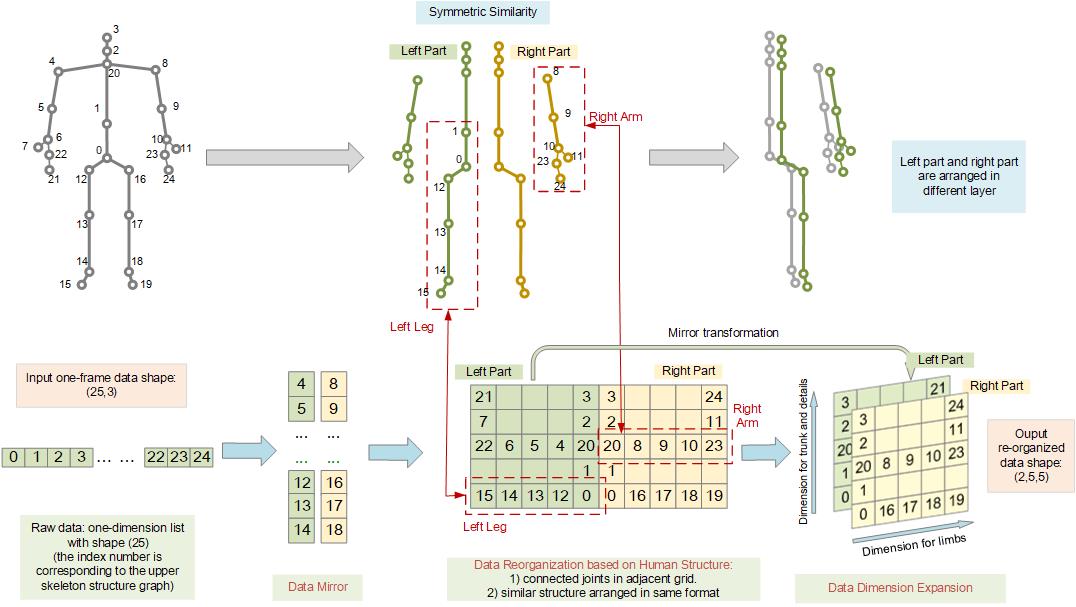 Symmetric Similarity
3
2
4
20
8
5
1
9
6
7
22
0
10
11
23
21
12
16
24
13
17
14
18
15
19
Left Part
Right Part
8
1
9
Right Arm
0
10
11
23
12
24
13
14
15
Left Leg
Left part and right part
are arranged in
different layer
Mirror transformation
Input one-frame data shape:
(25,3)
0 1 2 3 ... ... 22 23 24
Raw data: one-dimension list
with shape (25)
(the index number is
corresponding to the upper
skeleton structure graph)
4 8
5 9
... ...
... ...
12 16
13 17
14 18
Data Mirror
Left Part
Right Part
21 3 3 24
7 2 2 11
22 6 5 4 20 20 8 9 10 23
1 1
15 14 13 12 0 0 16 17 18 19
Right
Arm
Left Leg
Data Reorganization based on Human Structure:
1) connected joints in adjacent grid.
2) similar structure arranged in same format
Left Part
Right Part
Dimension for trunk and details
3 21
2
20
1
0
3 24
2 11
20 8 9 10 23
1
0 16 17 18 19
Dimension for limbs
Data Dimension Expansion
Ouput
re-organized
data shape:
(2,5,5)